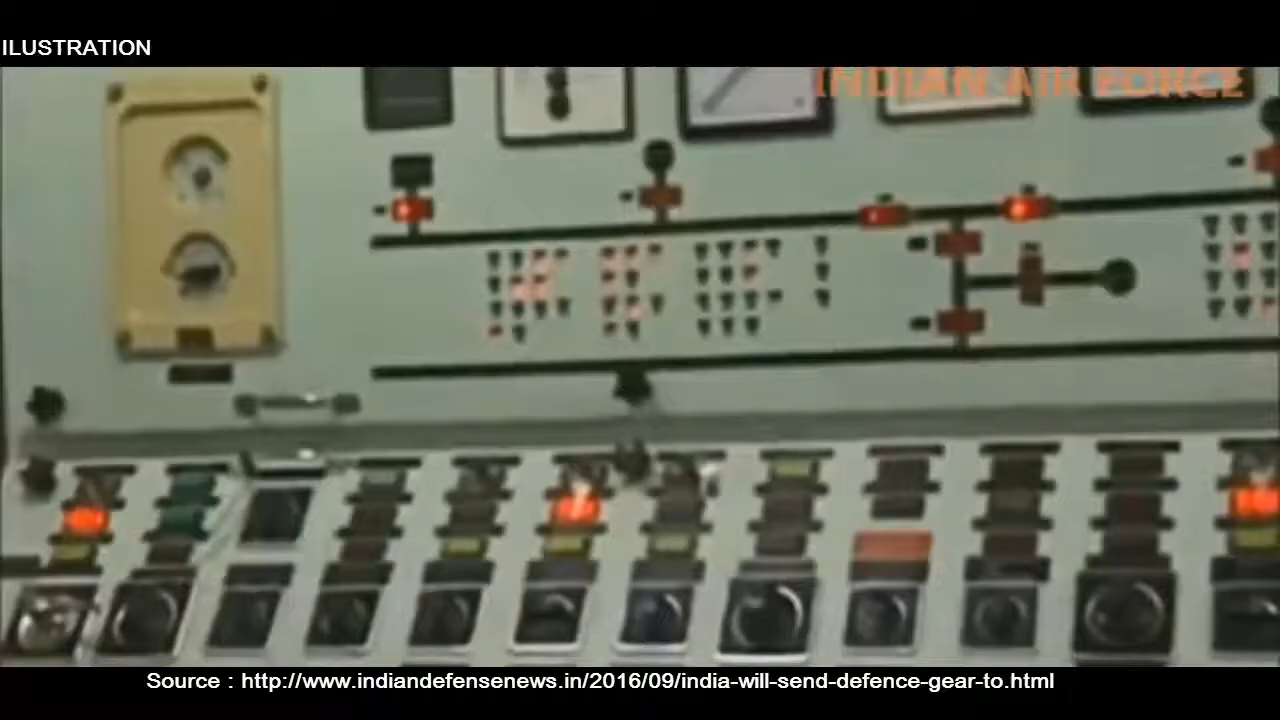 ILUSTRATION
INDIAN AIR FORCE
Source : http://www.indiandefensenews.in/2016/09/india-will-send-defence-gear-to.html